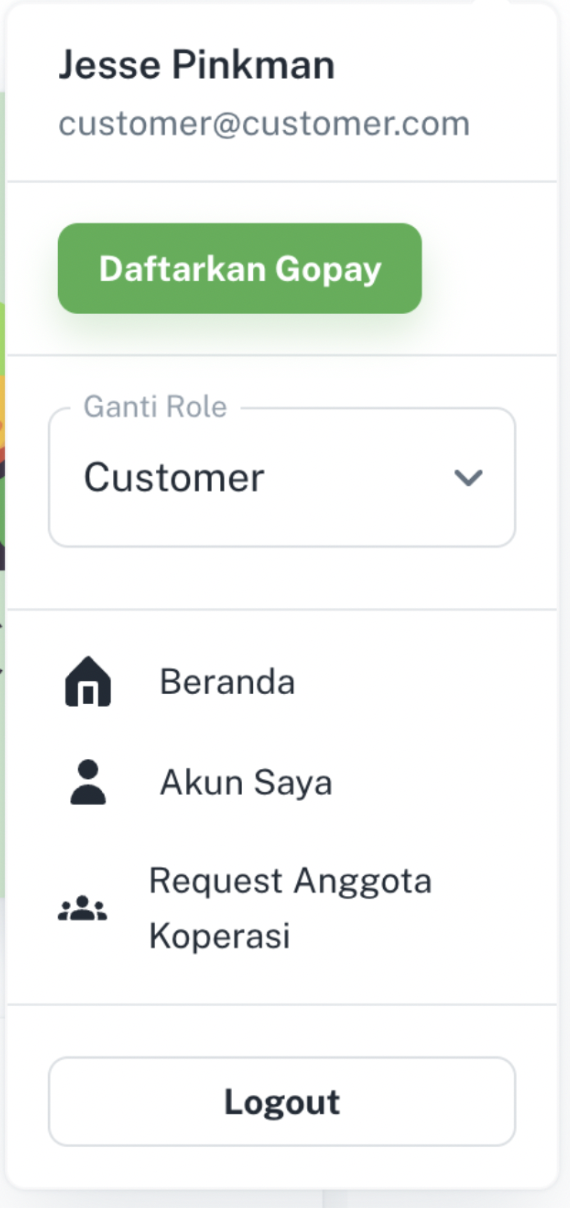 Jesse Pinkman
customer@customer.com
Daftarkan Gopay
Ganti Role
Customer
Beranda
Akun Saya
Request Anggota
Koperasi
Logout